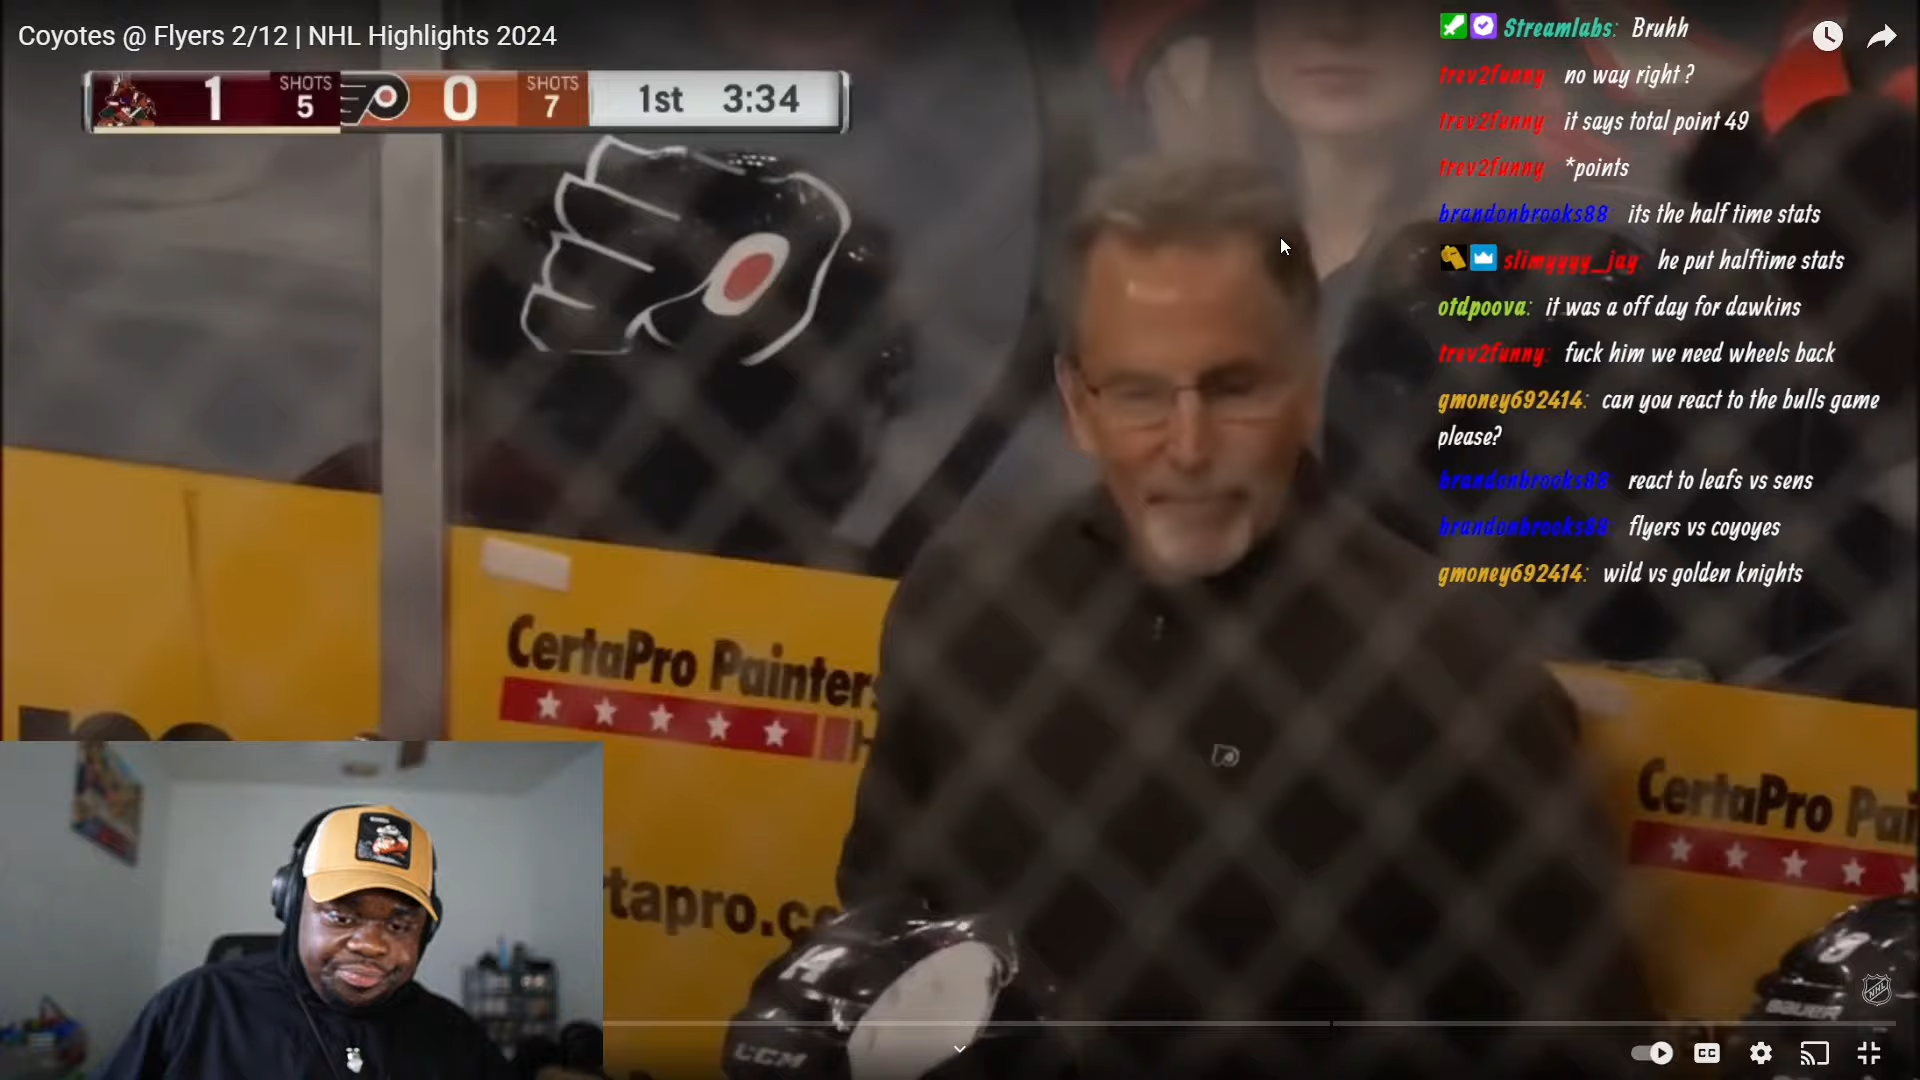 Coyotes @ Flyers 2/12 | NHL Highlights 2024
1 SHOTS 5 0 SHOTS 7 1st 3:34
Streamlabs: Bruhh
trev2funny no way right ?
trev2funny it says total point 49
trev2funny *points
brandonbrooks88 its the half time stats
slimyyyy_jay he put halftime stats
otdpoova: it was a off day for dawkins
trev2funny: fuck him we need wheels back
gmoney692414: can you react to the bulls game
please?
brandonbrooks88 react to leafs vs sens
brandonbrooks88 flyers vs coyoyes
gmoney692414: wild vs golden knights
CertaPro Painters
CertaPro Pai
tapro.co
CCM
BAUER
NHL
CC